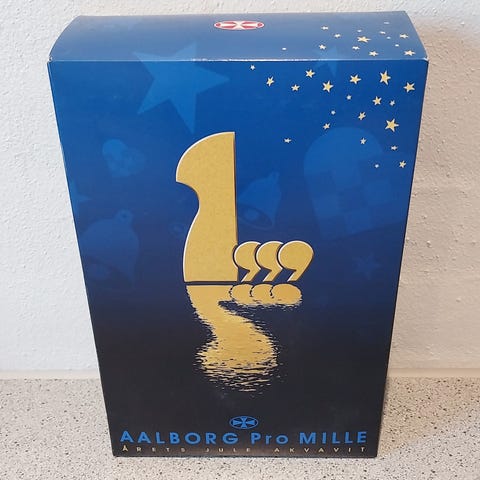 1999
AALBORG Pro MILLE
ÅRETS JULE AKVAVIT